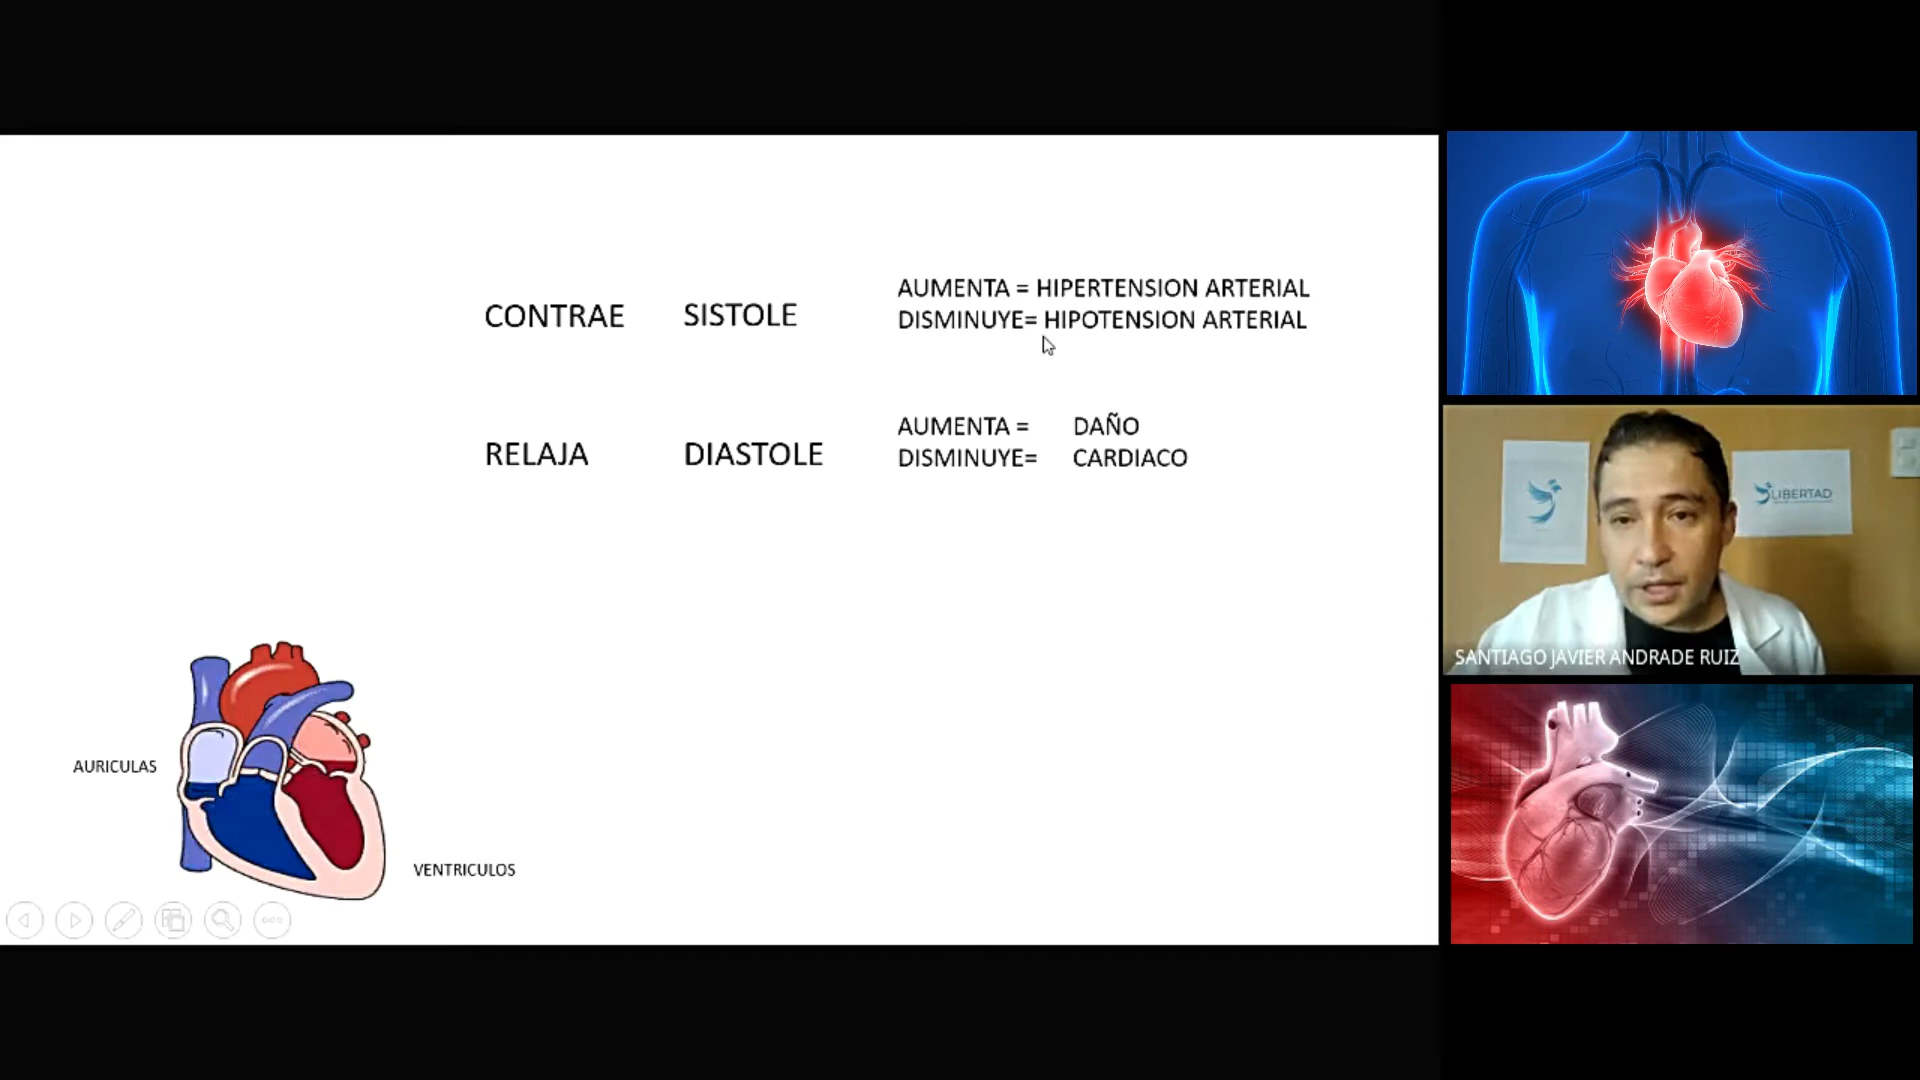 CONTRAE
SISTOLE
AUMENTA = HIPERTENSION ARTERIAL
DISMINUYE= HIPOTENSION ARTERIAL
RELAJA
DIASTOLE
AUMENTA = DAÑO
DISMINUYE= CARDIACO
AURICULAS
VENTRICULOS
LIBERTAD
SANTIAGO JAVIER ANDRADE RUIZ